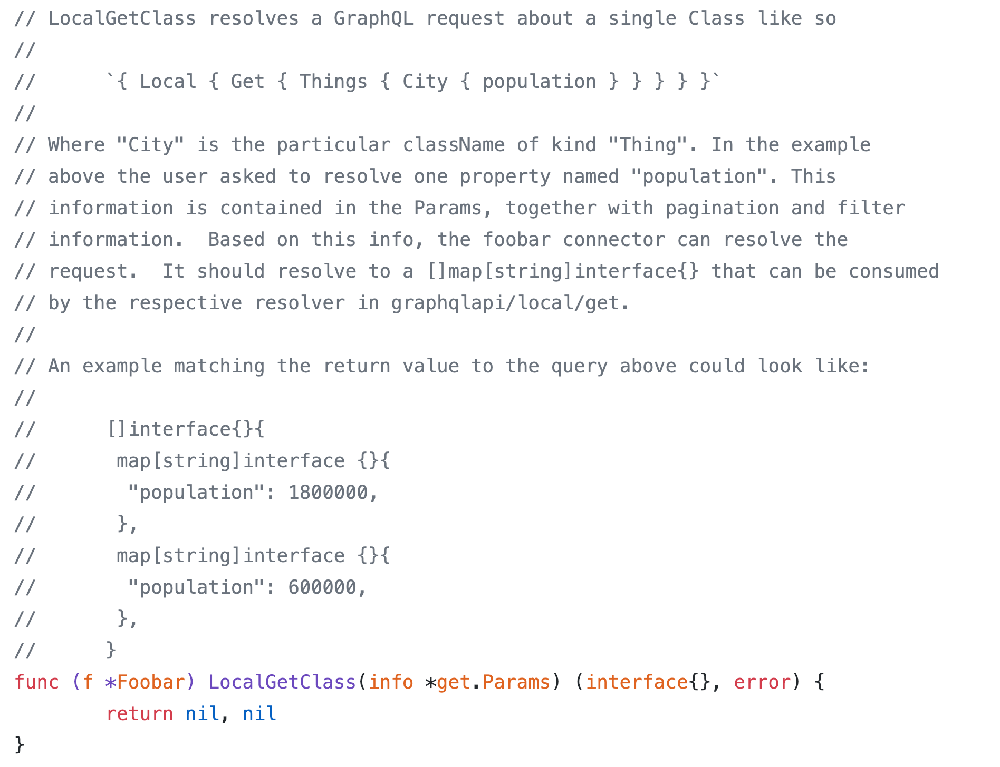 // LocalGetClass resolves a GraphQL request about a single Class like so
//
//      `{ Local { Get { Things { City { population } } } } }`
//
// Where "City" is the particular className of kind "Thing". In the example
// above the user asked to resolve one property named "population". This
// information is contained in the Params, together with pagination and filter
// information.  Based on this info, the foobar connector can resolve the
// request.  It should resolve to a []map[string]interface{} that can be consumed
// by the respective resolver in graphqlapi/local/get.
//
// An example matching the return value to the query above could look like:
//
//      []interface{}{
//       map[string]interface {}{
//        "population": 1800000,
//       },
//       map[string]interface {}{
//        "population": 600000,
//       },
//      }
func (f *Foobar) LocalGetClass(info *get.Params) (interface{}, error) {
        return nil, nil
}